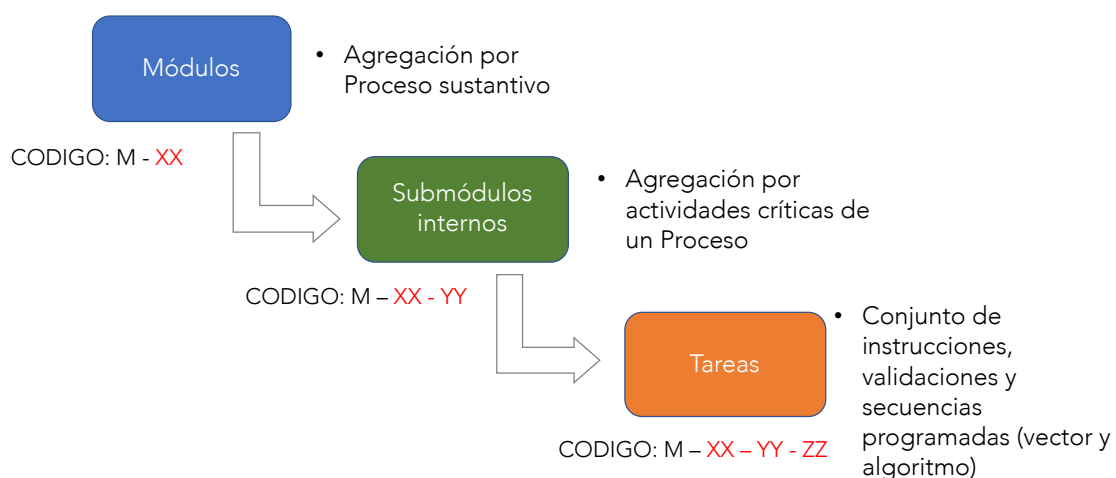 Módulos
• Agregación por
Proceso sustantivo
CODIGO: M - XX
Submódulos
internos
• Agregación por
actividades críticas de
un Proceso
CODIGO: M – XX - YY
Tareas
• Conjunto de
instrucciones,
validaciones y
secuencias
programadas (vector y
algoritmo)
CODIGO: M – XX – YY - ZZ